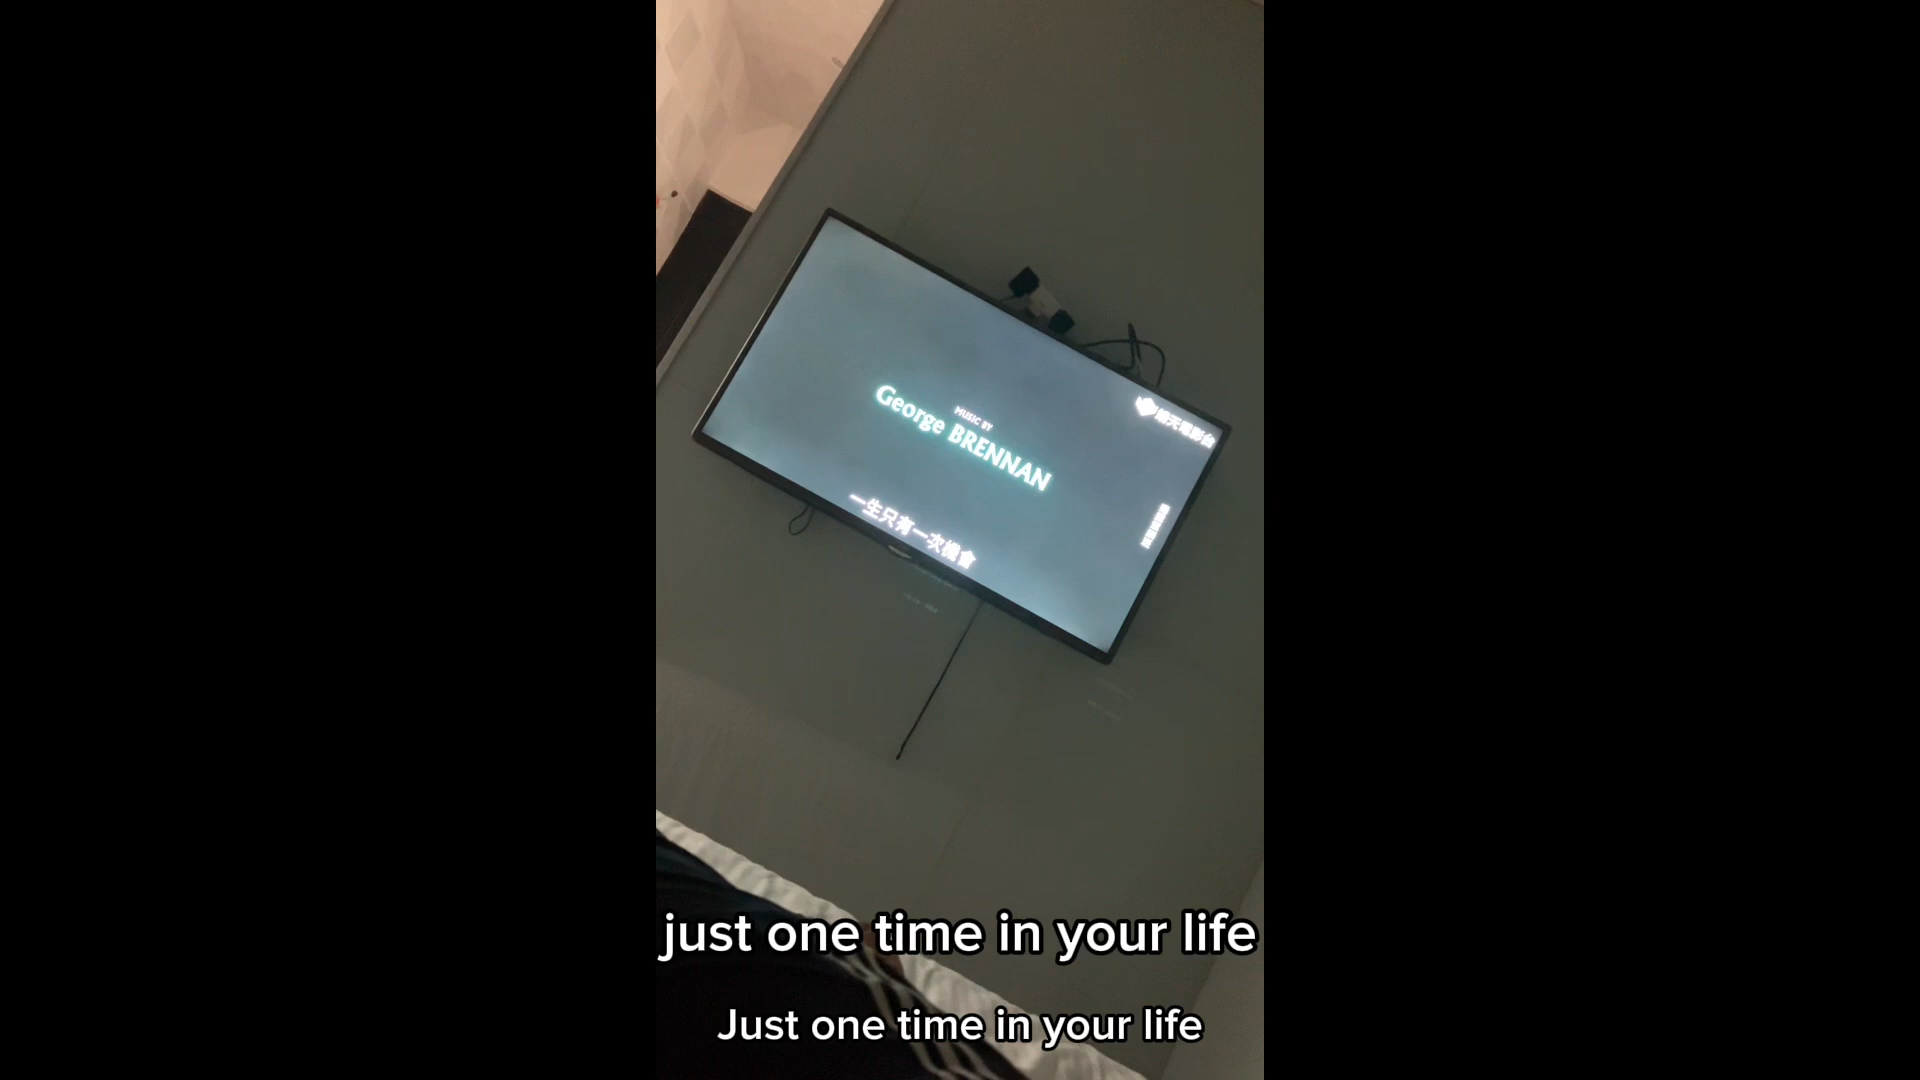 MUSIC BY
George BRENNAN
一生只有一次機會
just one time in your life
Just one time in your life